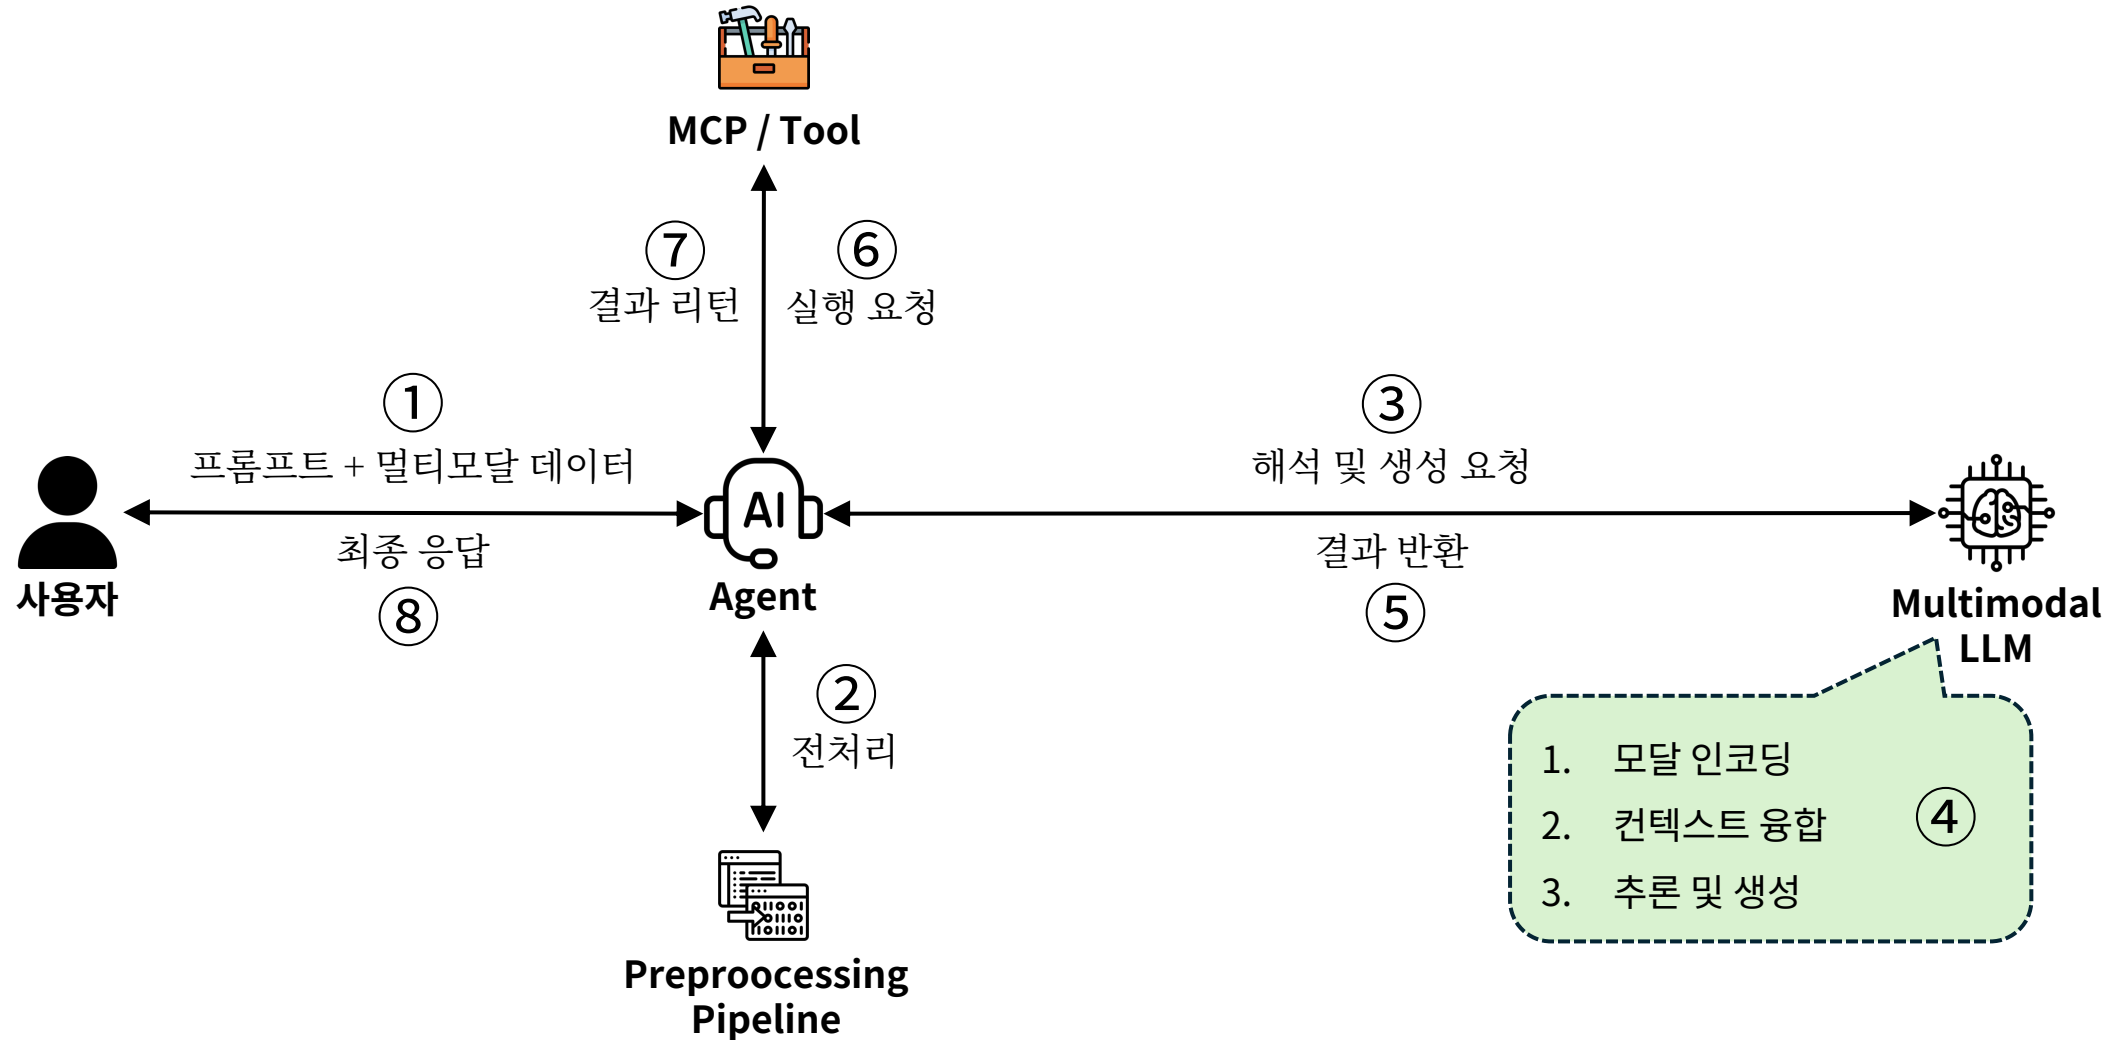 MCP / Tool
⑦
결과 리턴
⑥
실행 요청
①
프롬프트 + 멀티모달 데이터
③
해석 및 생성 요청
AI
사용자
최종 응답
⑧
Agent
결과 반환
⑤
Multimodal
LLM
②
전처리
1. 모달 인코딩
2. 컨텍스트 융합
3. 추론 및 생성
④
Preproocessing
Pipeline